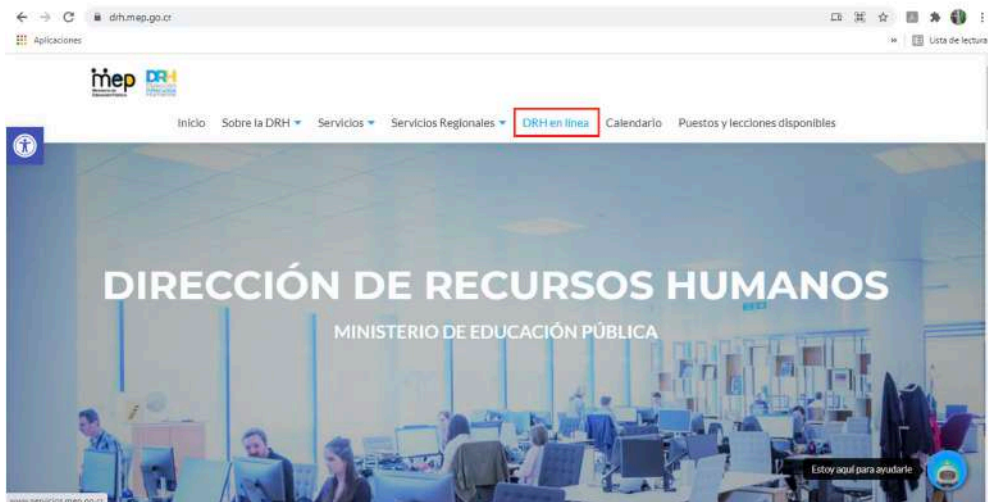 drh.mep.go.cr
Aplicaciones
Lista de lectura
mep DRH
Inicio Sobre la DRH Servicios Servicios Regionales DRH en línea Calendario Puestos y lecciones disponibles
DIRECCIÓN DE RECURSOS HUMANOS
MINISTERIO DE EDUCACIÓN PÚBLICA
Estoy aquí para ayudarle
www.servicios.mep.go.cr